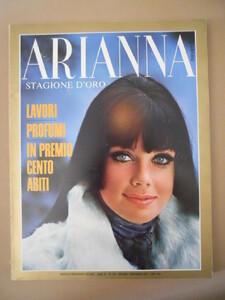 ARIANNA
STAGIONE D'ORO
LAVORI
PROFUMI
IN PREMIO
CENTO
ABITI